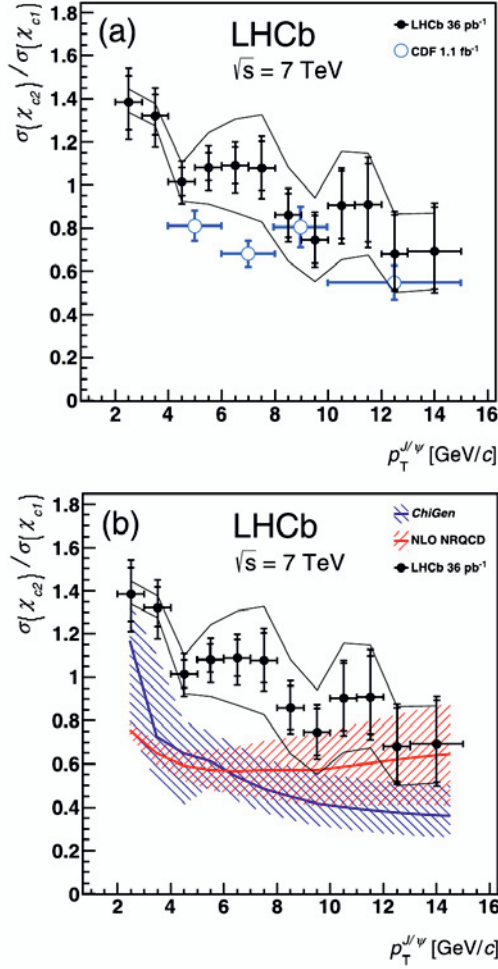 (a)
LHCb
√s = 7 TeV
LHCb 36 pb⁻¹
CDF 1.1 fb⁻¹
σ(χc2) / σ(χc1)
1.8
1.6
1.4
1.2
1
0.8
0.6
0.4
0.2
0
2 4 6 8 10 12 14 16
p_T^{J/ψ} [GeV/c]
(b)
LHCb
√s = 7 TeV
ChiGen
NLO NRQCD
LHCb 36 pb⁻¹
σ(χc2) / σ(χc1)
1.8
1.6
1.4
1.2
1
0.8
0.6
0.4
0.2
0
2 4 6 8 10 12 14 16
p_T^{J/ψ} [GeV/c]